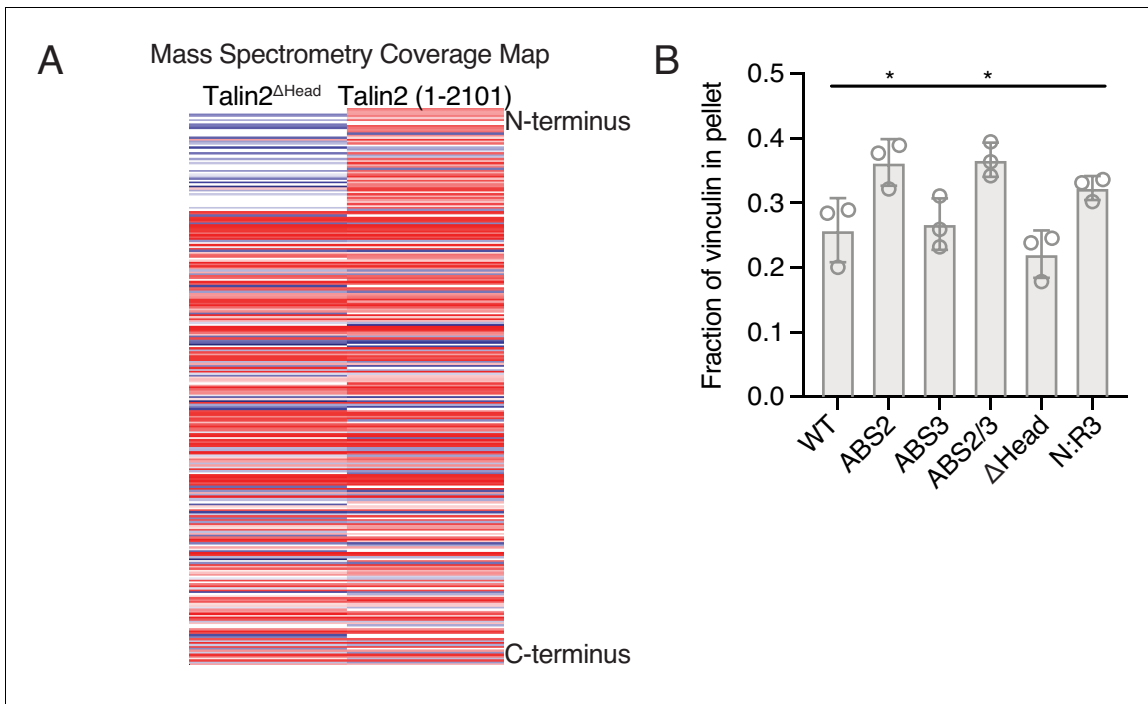 A
Mass Spectrometry Coverage Map
Talin2ΔHead Talin2 (1-2101)
N-terminus
C-terminus
B
* *
Fraction of vinculin in pellet
0.5
0.4
0.3
0.2
0.1
0.0
WT
ABS2
ABS3
ABS2/3
ΔHead
N:R3